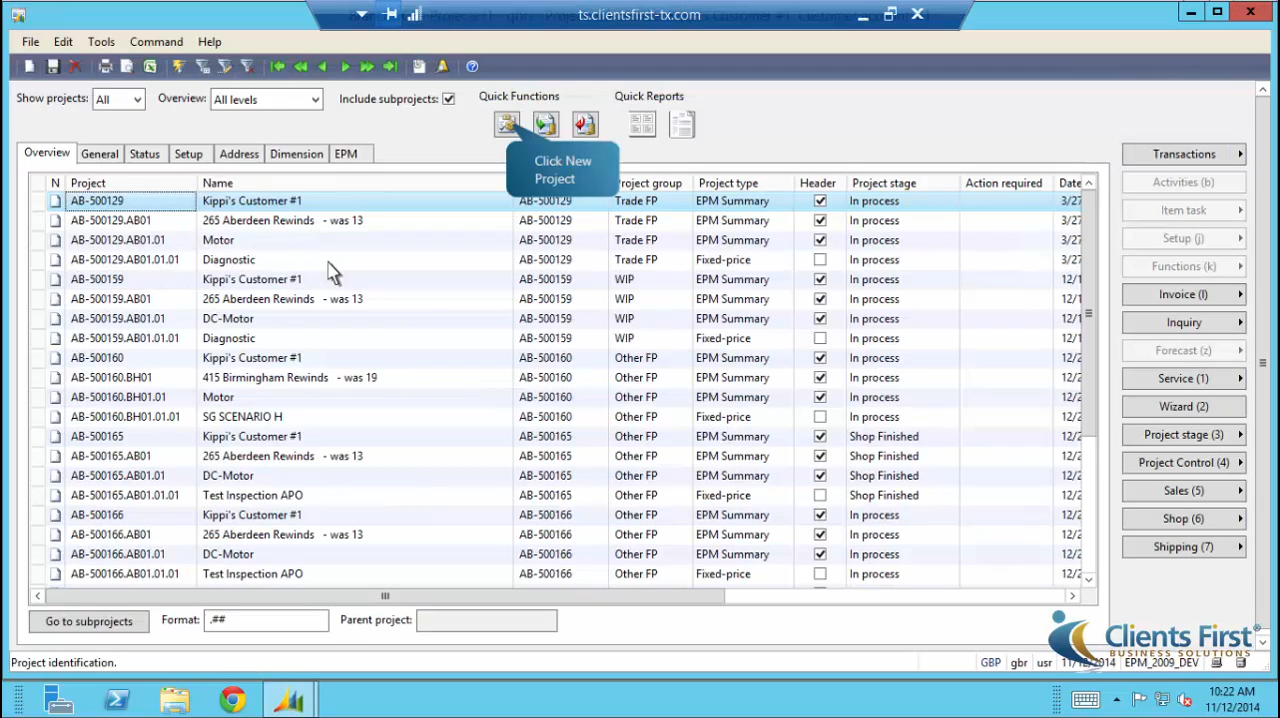 ts.clientsfirst-tx.com
File Edit Tools Command Help
Show projects: All Overview: All levels Include subprojects: Quick Functions Quick Reports
Click New
Project
Overview General Status Setup Address Dimension EPM
N Project Name Project group Project type Header Project stage Action required Date
AB-500129 Kippi's Customer #1 AB-500129 Trade FP EPM Summary In process 3/27
AB-500129.AB01 265 Aberdeen Rewinds - was 13 AB-500129 Trade FP EPM Summary In process 3/27
AB-500129.AB01.01 Motor AB-500129 Trade FP EPM Summary In process 3/27
AB-500129.AB01.01.01 Diagnostic AB-500129 Trade FP Fixed-price In process 3/27
AB-500159 Kippi's Customer #1 AB-500159 WIP EPM Summary In process 12/1
AB-500159.AB01 265 Aberdeen Rewinds - was 13 AB-500159 WIP EPM Summary In process 12/1
AB-500159.AB01.01 DC-Motor AB-500159 WIP EPM Summary In process 12/1
AB-500159.AB01.01.01 Diagnostic AB-500159 WIP Fixed-price In process 12/1
AB-500160 Kippi's Customer #1 AB-500160 Other FP EPM Summary In process 12/2
AB-500160.BH01 415 Birmingham Rewinds - was 19 AB-500160 Other FP EPM Summary In process 12/2
AB-500160.BH01.01 Motor AB-500160 Other FP EPM Summary In process 12/2
AB-500160.BH01.01.01 SG SCENARIO H AB-500160 Other FP Fixed-price In process 12/2
AB-500165 Kippi's Customer #1 AB-500165 Other FP EPM Summary Shop Finished 12/2
AB-500165.AB01 265 Aberdeen Rewinds - was 13 AB-500165 Other FP EPM Summary Shop Finished 12/2
AB-500165.AB01.01 DC-Motor AB-500165 Other FP EPM Summary Shop Finished 12/2
AB-500165.AB01.01.01 Test Inspection APO AB-500165 Other FP Fixed-price Shop Finished 12/2
AB-500166 Kippi's Customer #1 AB-500166 Other FP EPM Summary In process 12/2
AB-500166.AB01 265 Aberdeen Rewinds - was 13 AB-500166 Other FP EPM Summary In process 12/2
AB-500166.AB01.01 DC-Motor AB-500166 Other FP EPM Summary In process 12/2
AB-500166.AB01.01.01 Test Inspection APO AB-500166 Other FP Fixed-price In process 12/2
Go to subprojects Format: .## Parent project:
Transactions
Activities (b)
Item task
Setup (j)
Functions (k)
Invoice (l)
Inquiry
Forecast (z)
Service (1)
Wizard (2)
Project stage (3)
Project Control (4)
Sales (5)
Shop (6)
Shipping (7)
Clients First®
BUSINESS SOLUTIONS
Project identification. GBP gbr usr 11/12/2014 EPM_2009_DEV
10:22 AM
11/12/2014